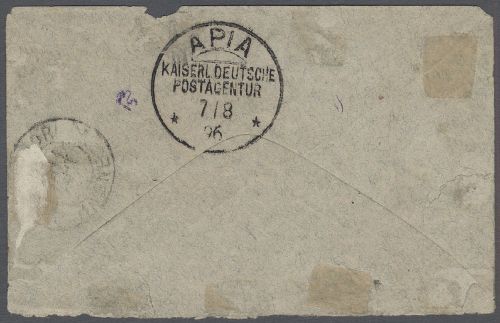 APIA
KAISERL. DEUTSCHE
POSTAGENTUR
7/8
96
* *